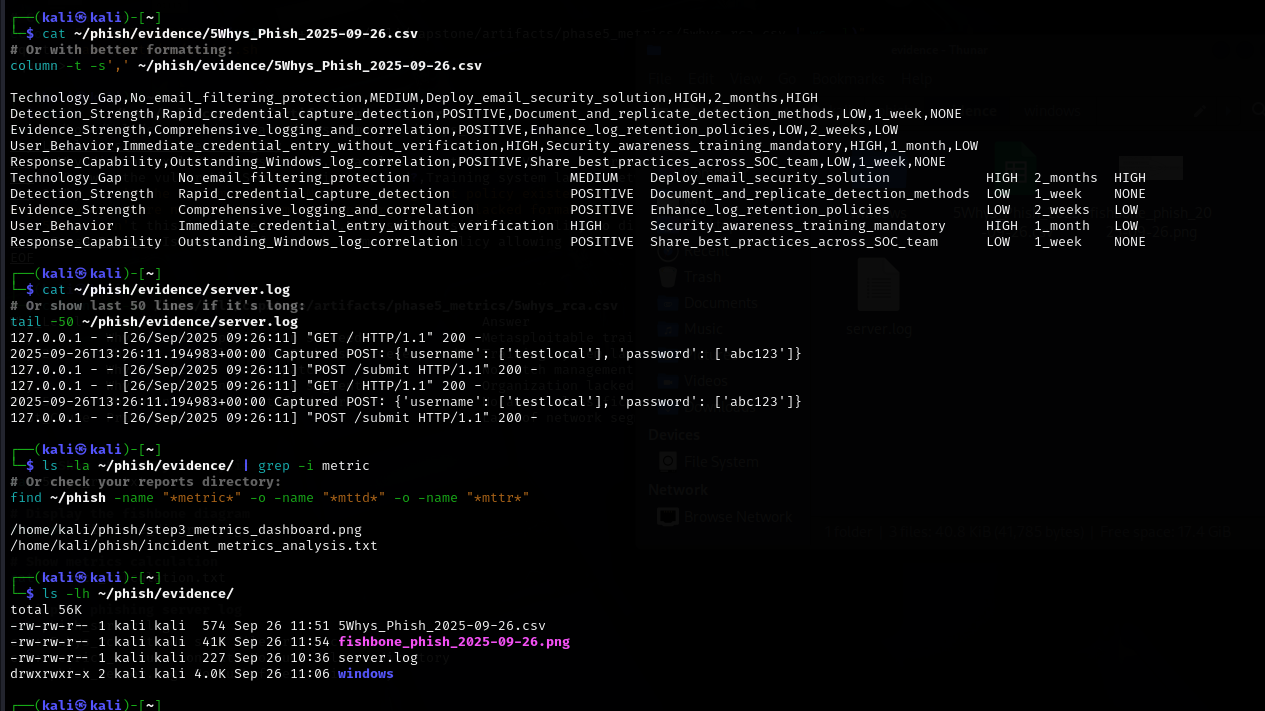 ┌──(kali㉿kali)-[~]
└─$ cat ~/phish/evidence/5Whys_Phish_2025-09-26.csv
# Or with better formatting:
column -t -s',' ~/phish/evidence/5Whys_Phish_2025-09-26.csv
Technology_Gap,No_email_filtering_protection,MEDIUM,Deploy_email_security_solution,HIGH,2_months,HIGH
Detection_Strength,Rapid_credential_capture_detection,POSITIVE,Document_and_replicate_detection_methods,LOW,1_week,NONE
Evidence_Strength,Comprehensive_logging_and_correlation,POSITIVE,Enhance_log_retention_policies,LOW,2_weeks,LOW
User_Behavior,Immediate_credential_entry_without_verification,HIGH,Security_awareness_training_mandatory,HIGH,1_month,LOW
Response_Capability,Outstanding_Windows_log_correlation,POSITIVE,Share_best_practices_across_SOC_team,LOW,1_week,NONE
Technology_Gap       No_email_filtering_protection                    MEDIUM    Deploy_email_security_solution            HIGH  2_months  HIGH
Detection_Strength   Rapid_credential_capture_detection               POSITIVE  Document_and_replicate_detection_methods  LOW   1_week    NONE
Evidence_Strength    Comprehensive_logging_and_correlation            POSITIVE  Enhance_log_retention_policies            LOW   2_weeks   LOW
User_Behavior        Immediate_credential_entry_without_verification  HIGH      Security_awareness_training_mandatory     HIGH  1_month   LOW
Response_Capability  Outstanding_Windows_log_correlation              POSITIVE  Share_best_practices_across_SOC_team      LOW   1_week    NONE
┌──(kali㉿kali)-[~]
└─$ cat ~/phish/evidence/server.log
# Or show last 50 lines if it's long:
tail -50 ~/phish/evidence/server.log
127.0.0.1 - - [26/Sep/2025 09:26:11] "GET / HTTP/1.1" 200 -
2025-09-26T13:26:11.194983+00:00 Captured POST: {'username': ['testlocal'], 'password': ['abc123']}
127.0.0.1 - - [26/Sep/2025 09:26:11] "POST /submit HTTP/1.1" 200 -
127.0.0.1 - - [26/Sep/2025 09:26:11] "GET / HTTP/1.1" 200 -
2025-09-26T13:26:11.194983+00:00 Captured POST: {'username': ['testlocal'], 'password': ['abc123']}
127.0.0.1 - - [26/Sep/2025 09:26:11] "POST /submit HTTP/1.1" 200 -
┌──(kali㉿kali)-[~]
└─$ ls -la ~/phish/evidence/ | grep -i metric
# Or check your reports directory:
find ~/phish -name "*metric*" -o -name "*mttd*" -o -name "*mttr*"
/home/kali/phish/step3_metrics_dashboard.png
/home/kali/phish/incident_metrics_analysis.txt
┌──(kali㉿kali)-[~]
└─$ ls -lh ~/phish/evidence/
total 56K
-rw-rw-r-- 1 kali kali  574 Sep 26 11:51 5Whys_Phish_2025-09-26.csv
-rw-rw-r-- 1 kali kali  41K Sep 26 11:54 fishbone_phish_2025-09-26.png
-rw-rw-r-- 1 kali kali  227 Sep 26 10:36 server.log
drwxrwxr-x 2 kali kali 4.0K Sep 26 11:06 windows
┌──(kali㉿kali)-[~]
Recent
Trash
Documents
Music
Videos
Devices
File System
Network
Browse Network
server.log